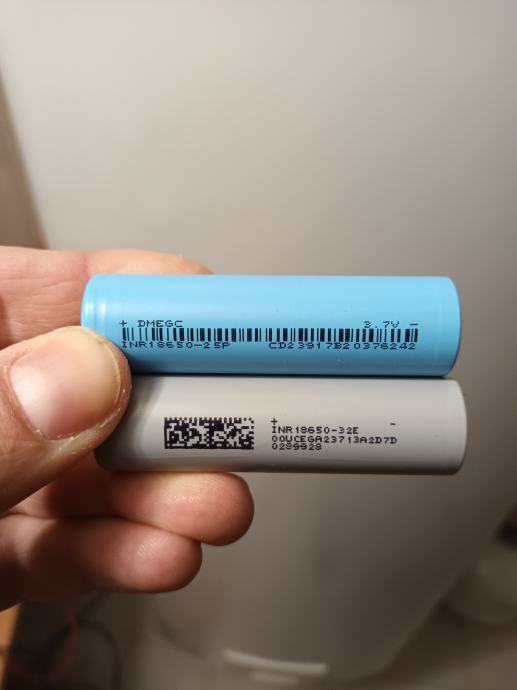 + DMEGC 3.7V -
INR18650-25P CD23917B20376242
+ -
INR18650-32E
00UCEGA23713A2D7D
0289928